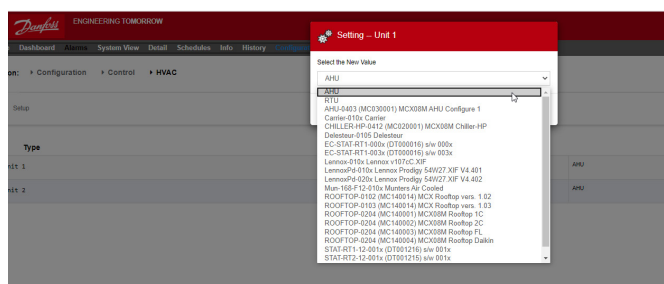 Danfoss ENGINEERING TOMORROW
Dashboard Alarms System View Detail Schedules Info History
on: Configuration Control HVAC
Setup
Type
nit 1 AHU
nit 2 AHU
Setting – Unit 1
Select the New Value
AHU
AHU
RTU
AHU-0403 (MC030001) MCX08M AHU Configure 1
Carrier-010x Carrier
CHILLER-HP-0412 (MC020001) MCX08M Chiller-HP
Delesteur-0105 Delesteur
EC-STAT-RT1-000x (DT000016) s/w 000x
EC-STAT-RT1-003x (DT000016) s/w 003x
Lennox-010x Lennox v107cC.XIF
LennoxPd-010x Lennox Prodigy 54W27.XIF V4.401
LennoxPd-020x Lennox Prodigy 54W27.XIF V4.402
Mun-168-F12-010x Munters Air Cooled
ROOFTOP-0102 (MC140014) MCX Rooftop vers. 1.02
ROOFTOP-0103 (MC140014) MCX Rooftop vers. 1.03
ROOFTOP-0204 (MC140001) MCX08M Rooftop 1C
ROOFTOP-0204 (MC140002) MCX08M Rooftop 2C
ROOFTOP-0204 (MC140003) MCX08M Rooftop FL
ROOFTOP-0204 (MC140004) MCX08M Rooftop Daikin
STAT-RT1-12-001x (DT001216) s/w 001x
STAT-RT2-12-001x (DT001215) s/w 001x